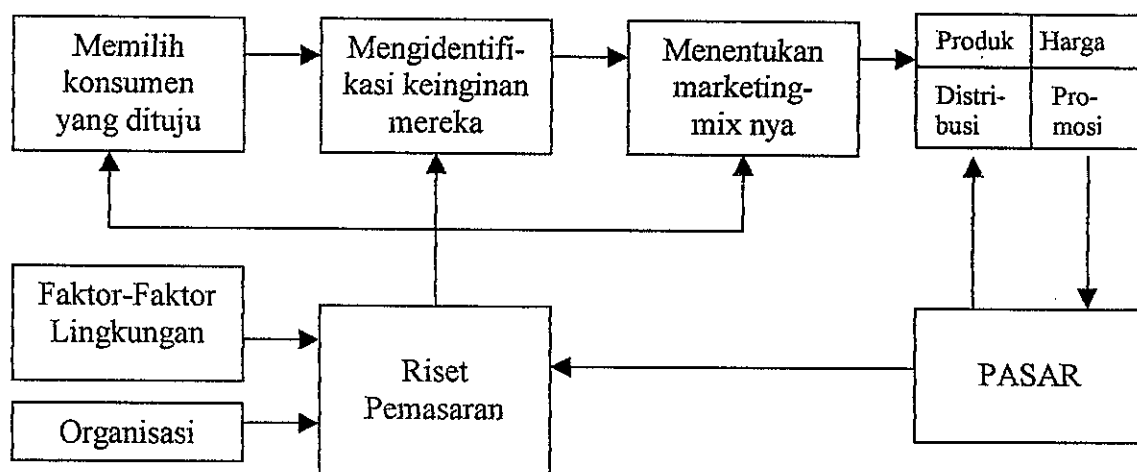 Memilih
konsumen
yang dituju
Mengidentifi-
kasi keinginan
mereka
Menentukan
marketing-
mix nya
Produk
Harga
Distri-
busi
Pro-
mosi
Faktor-Faktor
Lingkungan
Organisasi
Riset
Pemasaran
PASAR